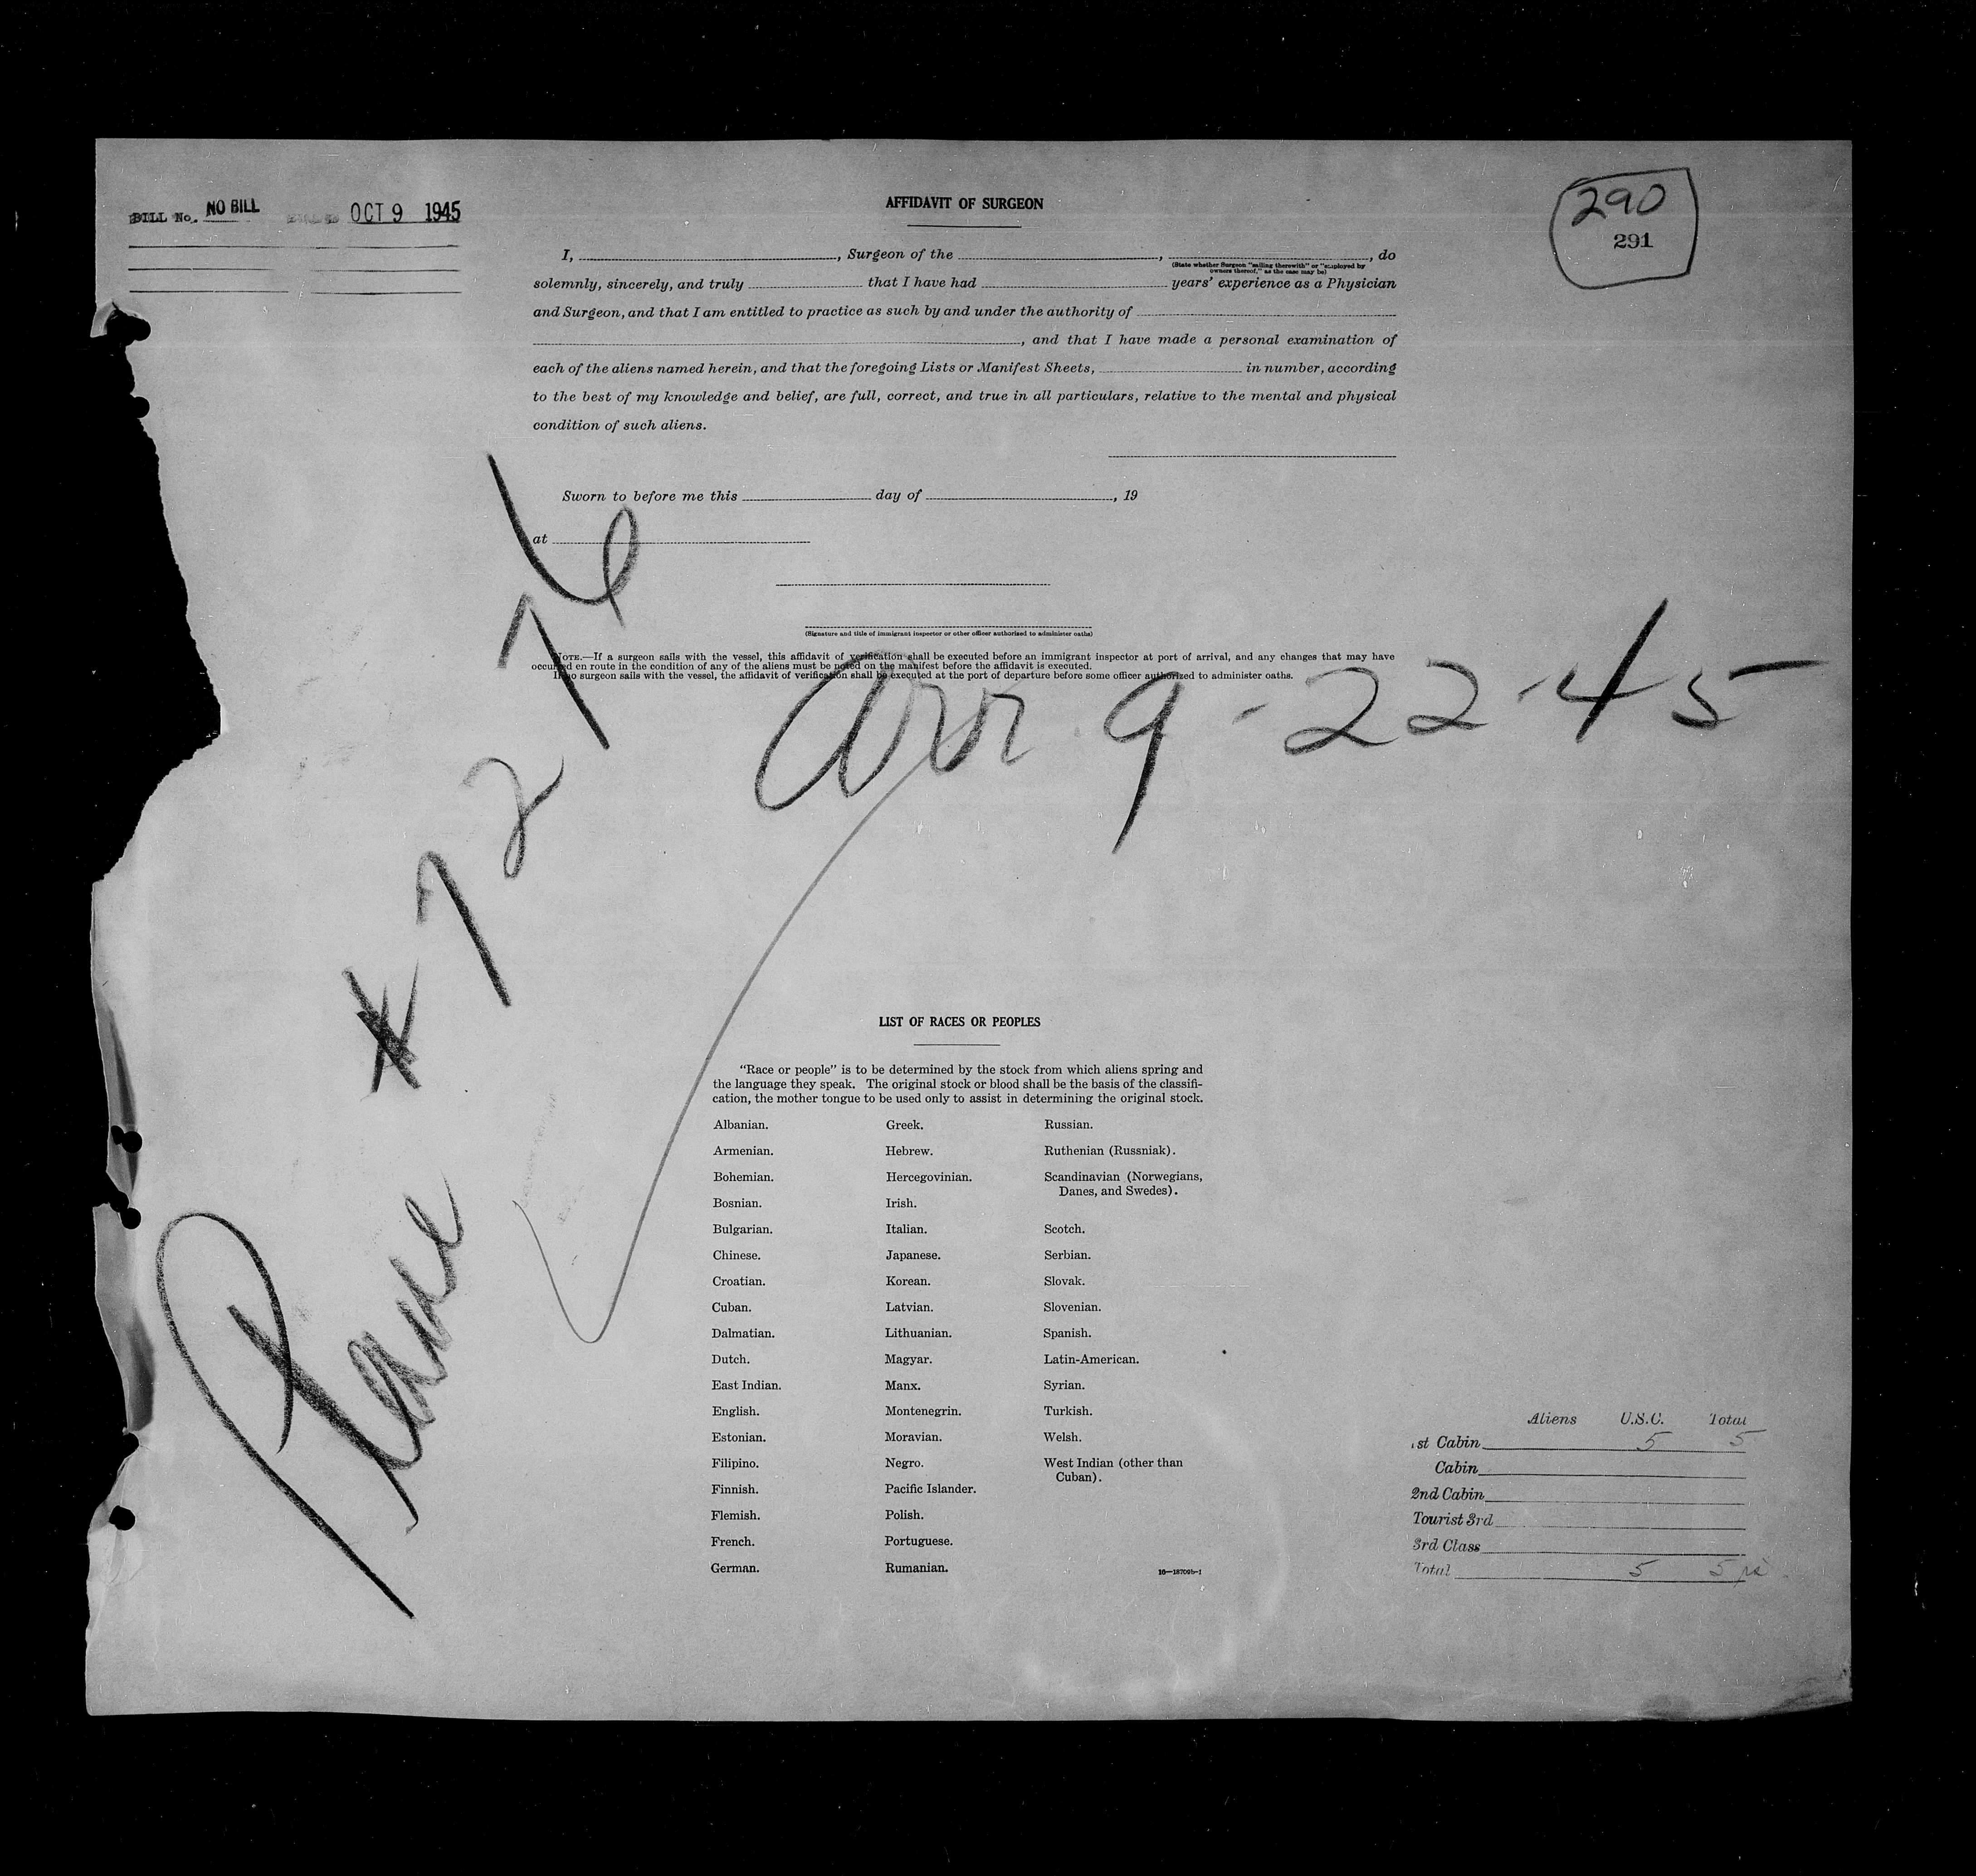 BILL No. NO BILL OCT 9 1945
290
291
AFFIDAVIT OF SURGEON
I, , Surgeon of the , , do
(State whether Surgeon "sailing therewith" or "employed by
owners thereof," as the case may be)
solemnly, sincerely, and truly that I have had years' experience as a Physician
and Surgeon, and that I am entitled to practice as such by and under the authority of
, and that I have made a personal examination of
each of the aliens named herein, and that the foregoing Lists or Manifest Sheets, in number, according
to the best of my knowledge and belief, are full, correct, and true in all particulars, relative to the mental and physical
condition of such aliens.
Sworn to before me this day of , 19
at
(Signature and title of immigrant inspector or other officer authorized to administer oaths)
NOTE.—If a surgeon sails with the vessel, this affidavit of verification shall be executed before an immigrant inspector at port of arrival, and any changes that may have
occurred en route in the condition of any of the aliens must be noted on the manifest before the affidavit is executed.
If no surgeon sails with the vessel, the affidavit of verification shall be executed at the port of departure before some officer authorized to administer oaths.
Arr 9-22-45
Plane #7276
LIST OF RACES OR PEOPLES
"Race or people" is to be determined by the stock from which aliens spring and
the language they speak. The original stock or blood shall be the basis of the classifi-
cation, the mother tongue to be used only to assist in determining the original stock.
Albanian.
Armenian.
Bohemian.
Bosnian.
Bulgarian.
Chinese.
Croatian.
Cuban.
Dalmatian.
Dutch.
East Indian.
English.
Estonian.
Filipino.
Finnish.
Flemish.
French.
German.
Greek.
Hebrew.
Hercegovinian.
Irish.
Italian.
Japanese.
Korean.
Latvian.
Lithuanian.
Magyar.
Manx.
Montenegrin.
Moravian.
Negro.
Pacific Islander.
Polish.
Portuguese.
Rumanian.
Russian.
Ruthenian (Russniak).
Scandinavian (Norwegians,
Danes, and Swedes).
Scotch.
Serbian.
Slovak.
Slovenian.
Spanish.
Latin-American.
Syrian.
Turkish.
Welsh.
West Indian (other than
Cuban).
Aliens U.S.C. Total
1st Cabin 5 5
Cabin
2nd Cabin
Tourist 3rd
3rd Class
Total 5 5